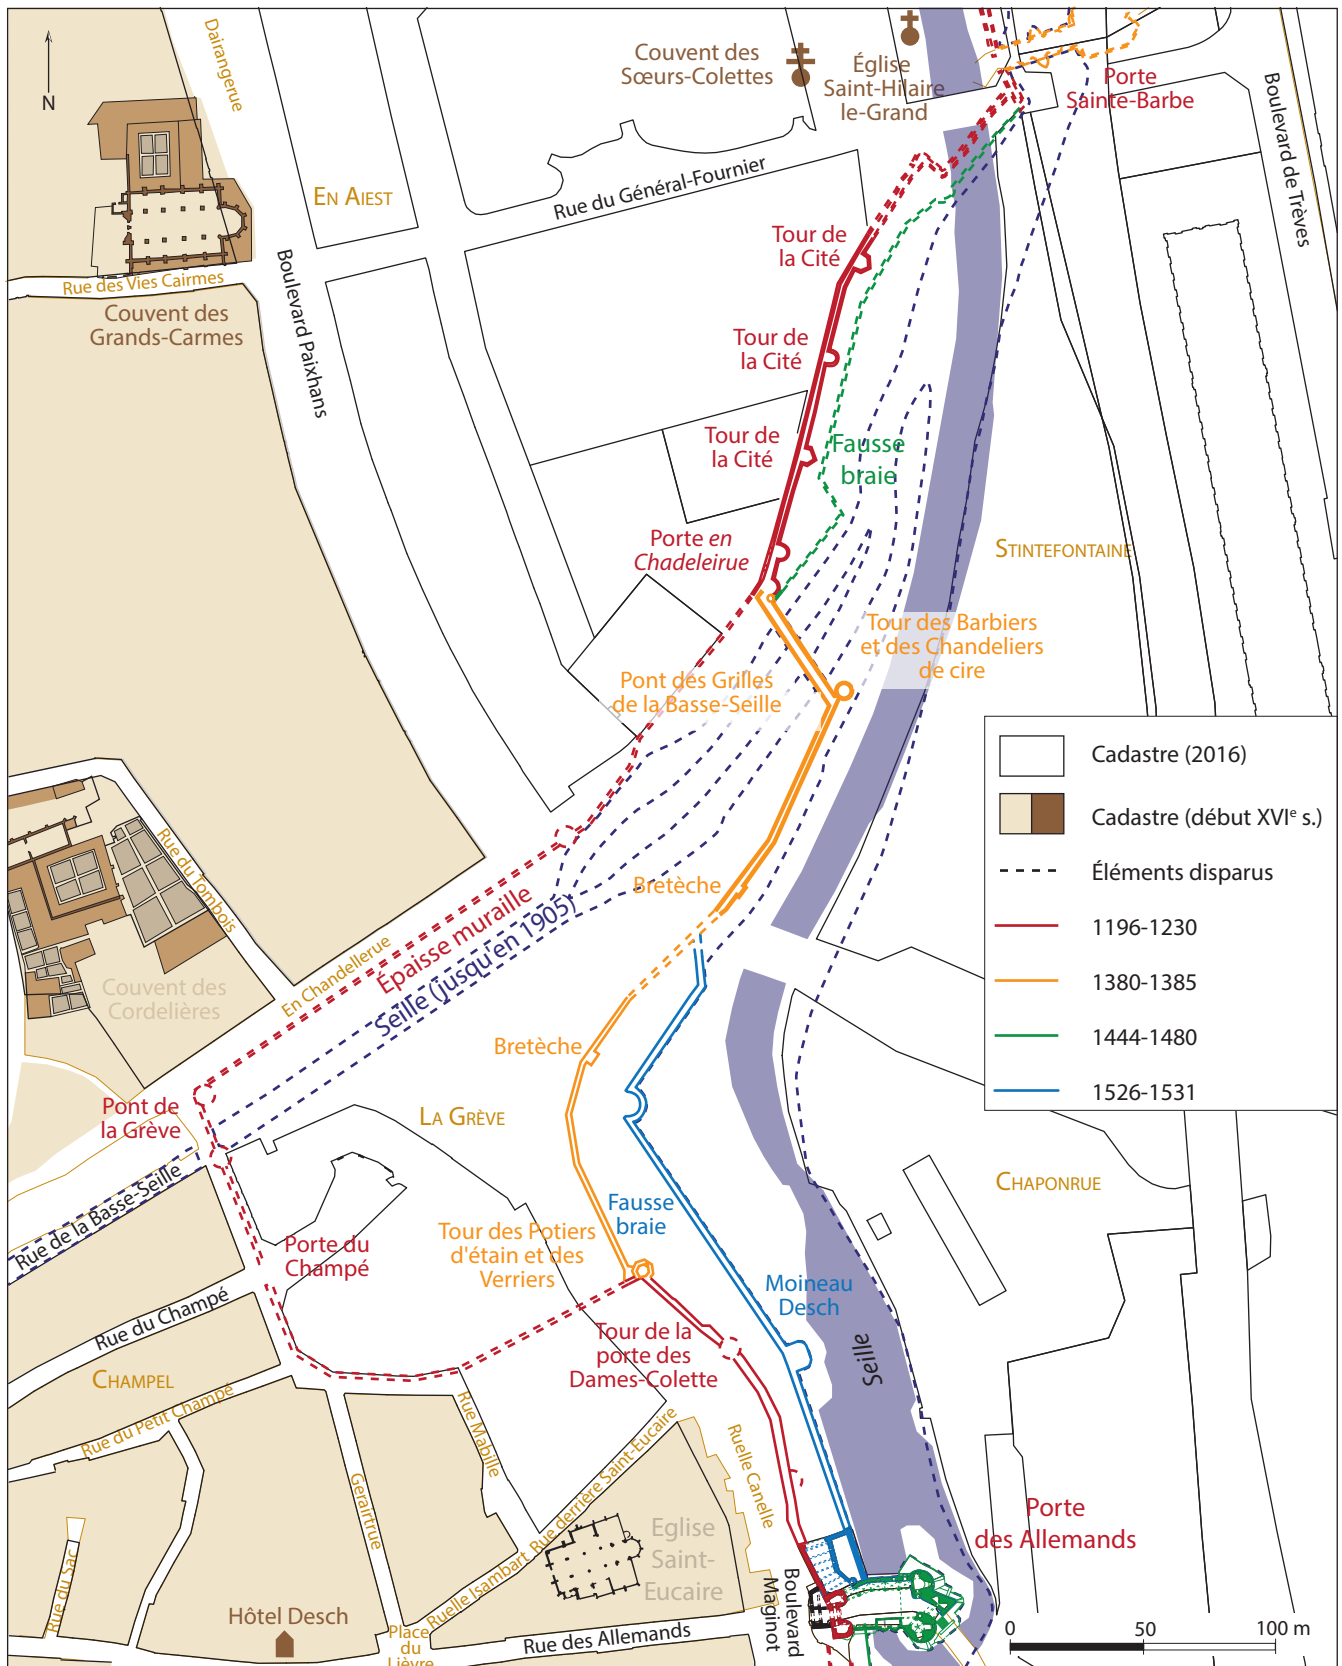 N
Dairangerue
Couvent des
Sœurs-Colettes
Église
Saint-Hilaire
le-Grand
Porte
Sainte-Barbe
Boulevard de Trèves
En Aiest
Rue du Général-Fournier
Rue des Vies Cairmes
Couvent des
Grands-Carmes
Boulevard Paixhans
Tour de
la Cité
Tour de
la Cité
Tour de
la Cité
Fausse
braie
Porte en
Chadeleirue
Stintefontaine
Tour des Barbiers
et des Chandeliers
de cire
Pont des Grilles
de la Basse-Seille
Cadastre (2016)
Cadastre (début XVIe s.)
Éléments disparus
1196-1230
1380-1385
1444-1480
1526-1531
Rue du Tombois
Bretèche
Épaisse muraille
Seille (jusqu'en 1905)
En Chandellerue
Couvent des
Cordelières
Bretèche
Pont de
la Grève
La Grève
Rue de la Basse-Seille
Chaponrue
Fausse
braie
Tour des Potiers
d'étain et des
Verriers
Porte du
Champé
Moineau
Desch
Rue du Champé
Seille
Tour de la
porte des
Dames-Colette
Champel
Rue du Petit Champé
Rue Mabille
Gerairtrue
Rue derriere Saint-Eucaire
Ruelle Canelle
Ruelle Isambart
Eglise
Saint-
Eucaire
Porte
des Allemands
Rue du Sac
Hôtel Desch
Place
du
Lièvre
Rue des Allemands
Boulevard
Maginot
0 50 100 m